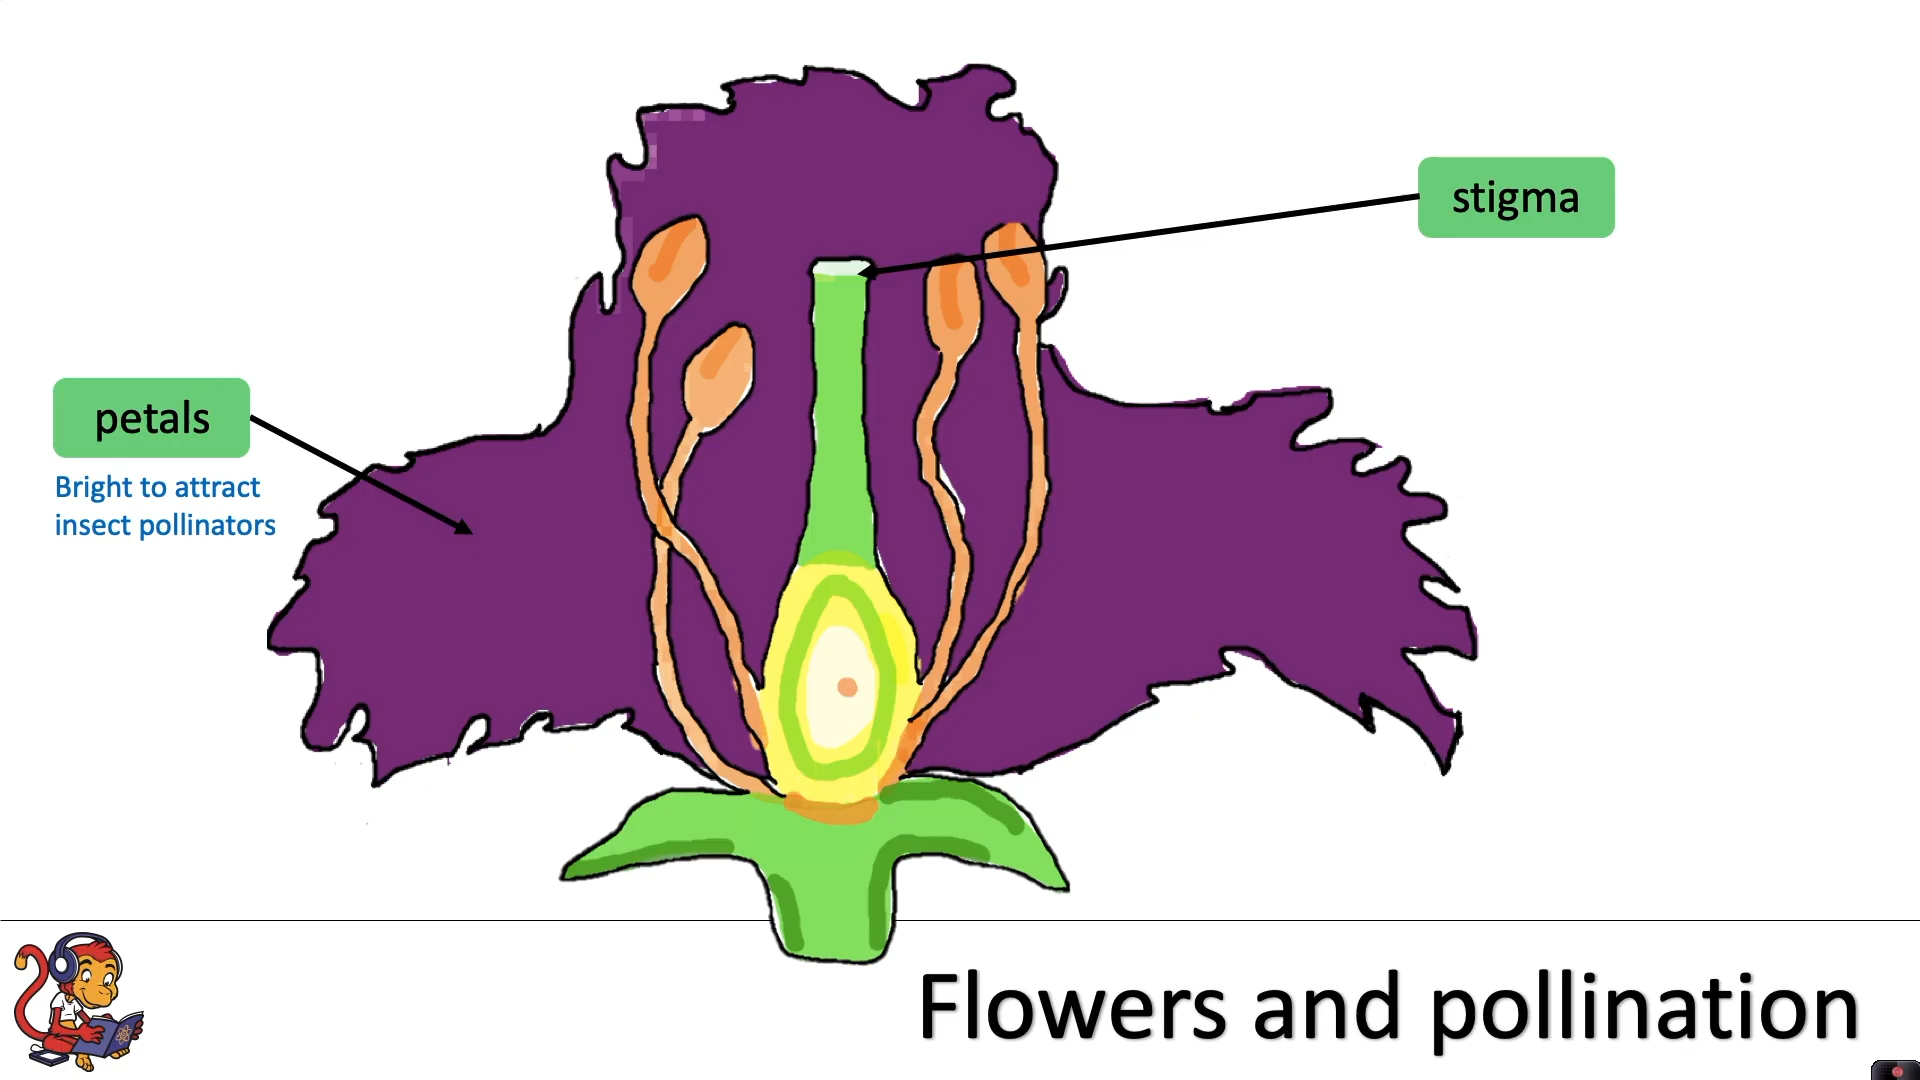 stigma
petals
Bright to attract
insect pollinators
Flowers and pollination